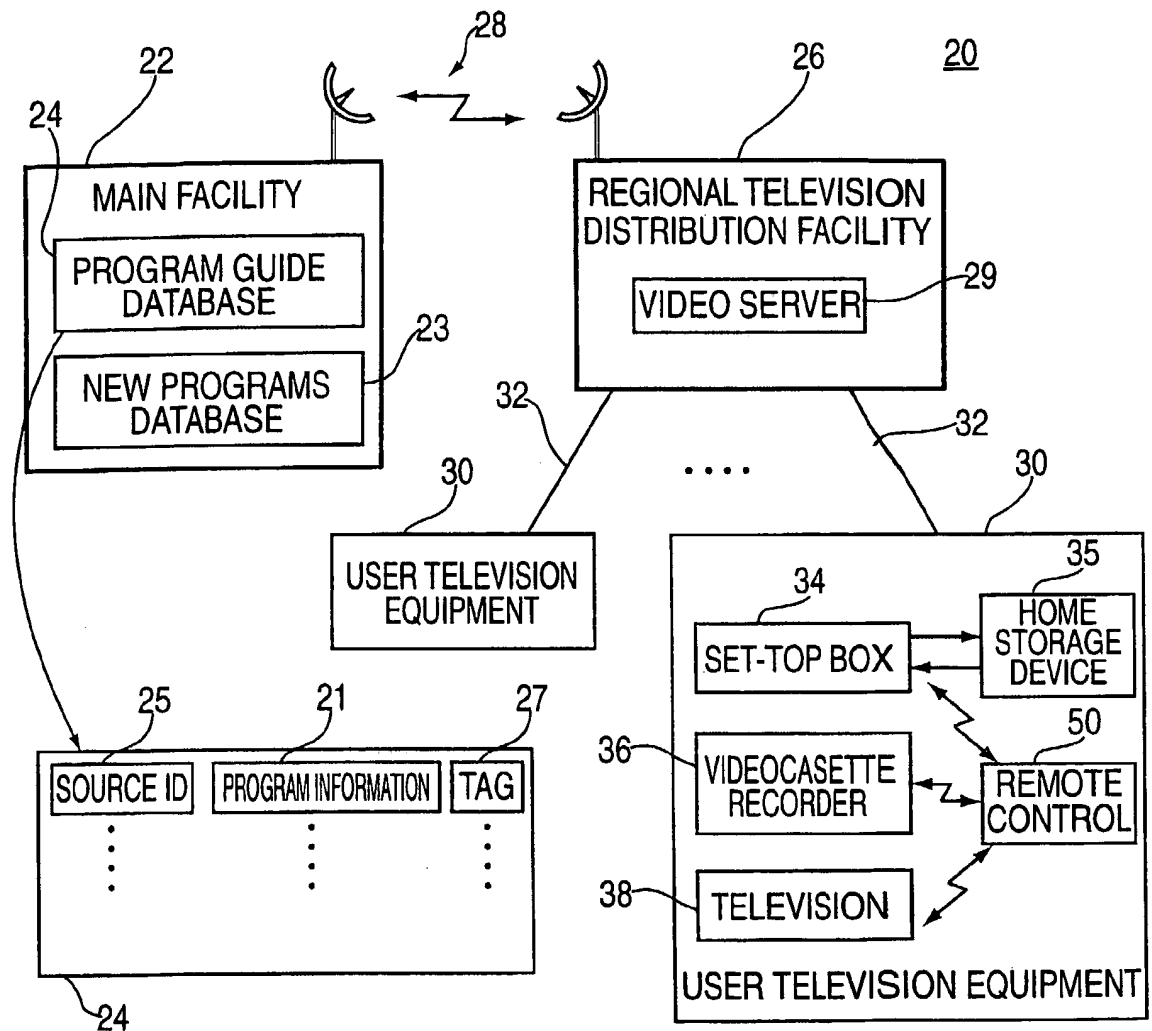 28
20
22
26
24
MAIN FACILITY
PROGRAM GUIDE
DATABASE
23
NEW PROGRAMS
DATABASE
REGIONAL TELEVISION
DISTRIBUTION FACILITY
VIDEO SERVER
29
32
32
30
USER TELEVISION
EQUIPMENT
30
34
SET-TOP BOX
35
HOME
STORAGE
DEVICE
36
VIDEOCASETTE
RECORDER
50
REMOTE
CONTROL
38
TELEVISION
USER TELEVISION EQUIPMENT
25
21
27
SOURCE ID
PROGRAM INFORMATION
TAG
24